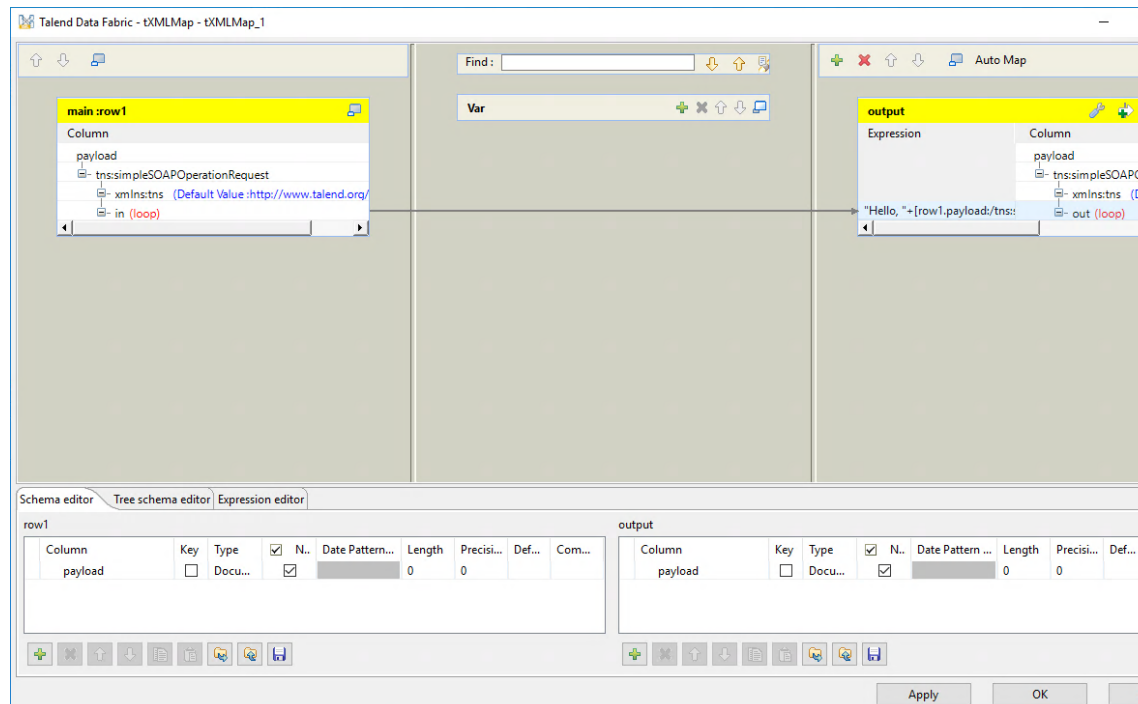 Talend Data Fabric - tXMLMap - tXMLMap_1
Find :
Auto Map
main :row1
Column
payload
tns:simpleSOAPOperationRequest
xmlns:tns (Default Value :http://www.talend.org/
in (loop)
Var
output
Expression Column
payload
tns:simpleSOAPO
xmlns:tns (D
"Hello, "+[row1.payload:/tns:s out (loop)
Schema editor Tree schema editor Expression editor
row1
Column Key Type N.. Date Pattern... Length Precisi... Def... Com...
payload Docu... 0 0
output
Column Key Type N.. Date Pattern ... Length Precisi... Def...
payload Docu... 0 0
Apply OK